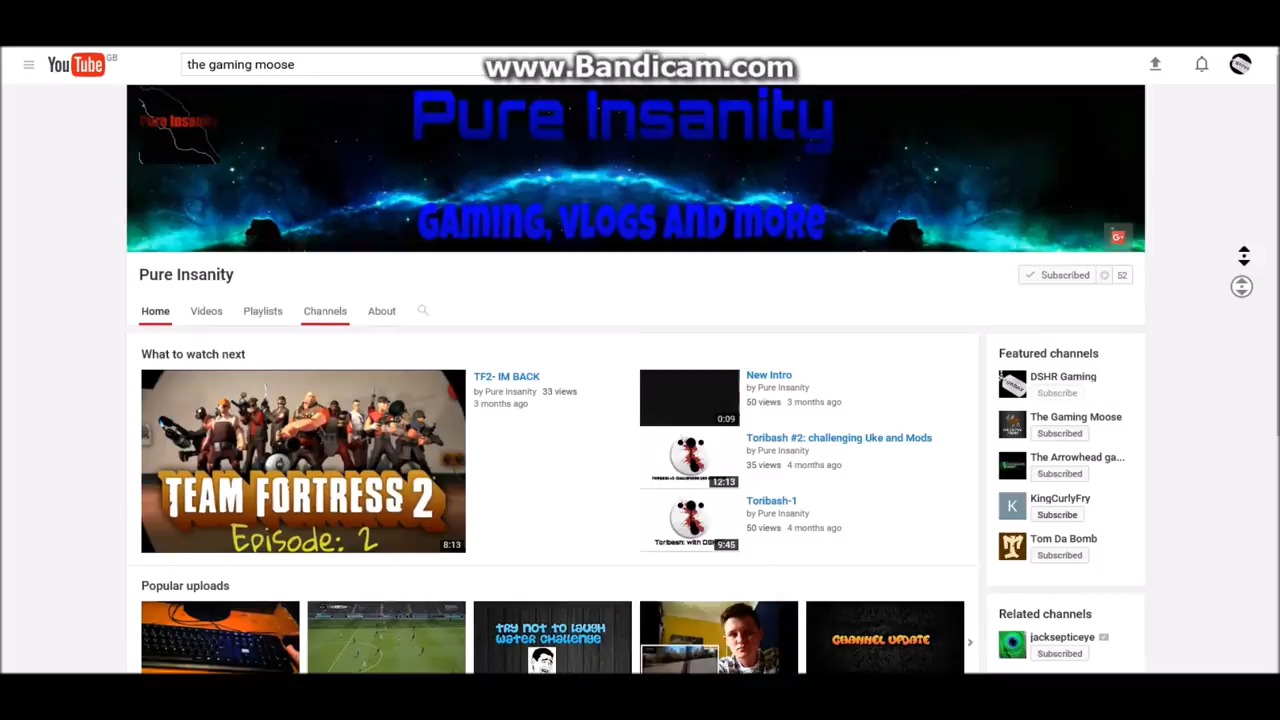 YouTube GB
the gaming moose
www.Bandicam.com
Pure Insanity
Pure Insanity
GAMING, VLOGS AND MORE
G+
Pure Insanity
Subscribed 52
Home Videos Playlists Channels About
What to watch next
TEAM FORTRESS 2
Episode: 2
8:13
TF2- IM BACK
by Pure Insanity 33 views
3 months ago
0:09
New Intro
by Pure Insanity
50 views 3 months ago
12:13
Toribash #2: challenging Uke and Mods
by Pure Insanity
35 views 4 months ago
9:45
Toribash-1
by Pure Insanity
50 views 4 months ago
Popular uploads
TRY NOT TO LAUGH
WATER CHALLENGE
CHANNEL UPDATE
Featured channels
DSHR Gaming
Subscribe
The Gaming Moose
Subscribed
The Arrowhead ga...
Subscribed
K
KingCurlyFry
Subscribe
Tom Da Bomb
Subscribed
Related channels
jacksepticeye
Subscribed